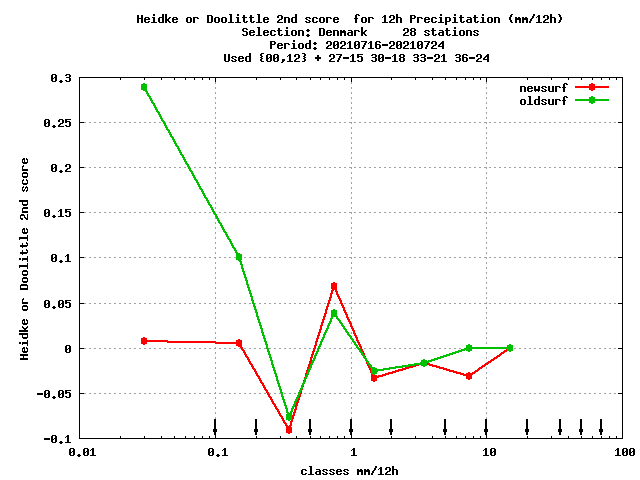 Heidke or Doolittle 2nd score  for 12h Precipitation (mm/12h)
Selection: Denmark     28 stations
Period: 20210716-20210724
Used {00,12} + 27-15 30-18 33-21 36-24
newsurf
oldsurf
Heidke or Doolittle 2nd score
0.3
0.25
0.2
0.15
0.1
0.05
0
-0.05
-0.1
0.01 0.1 1 10 100
classes mm/12h